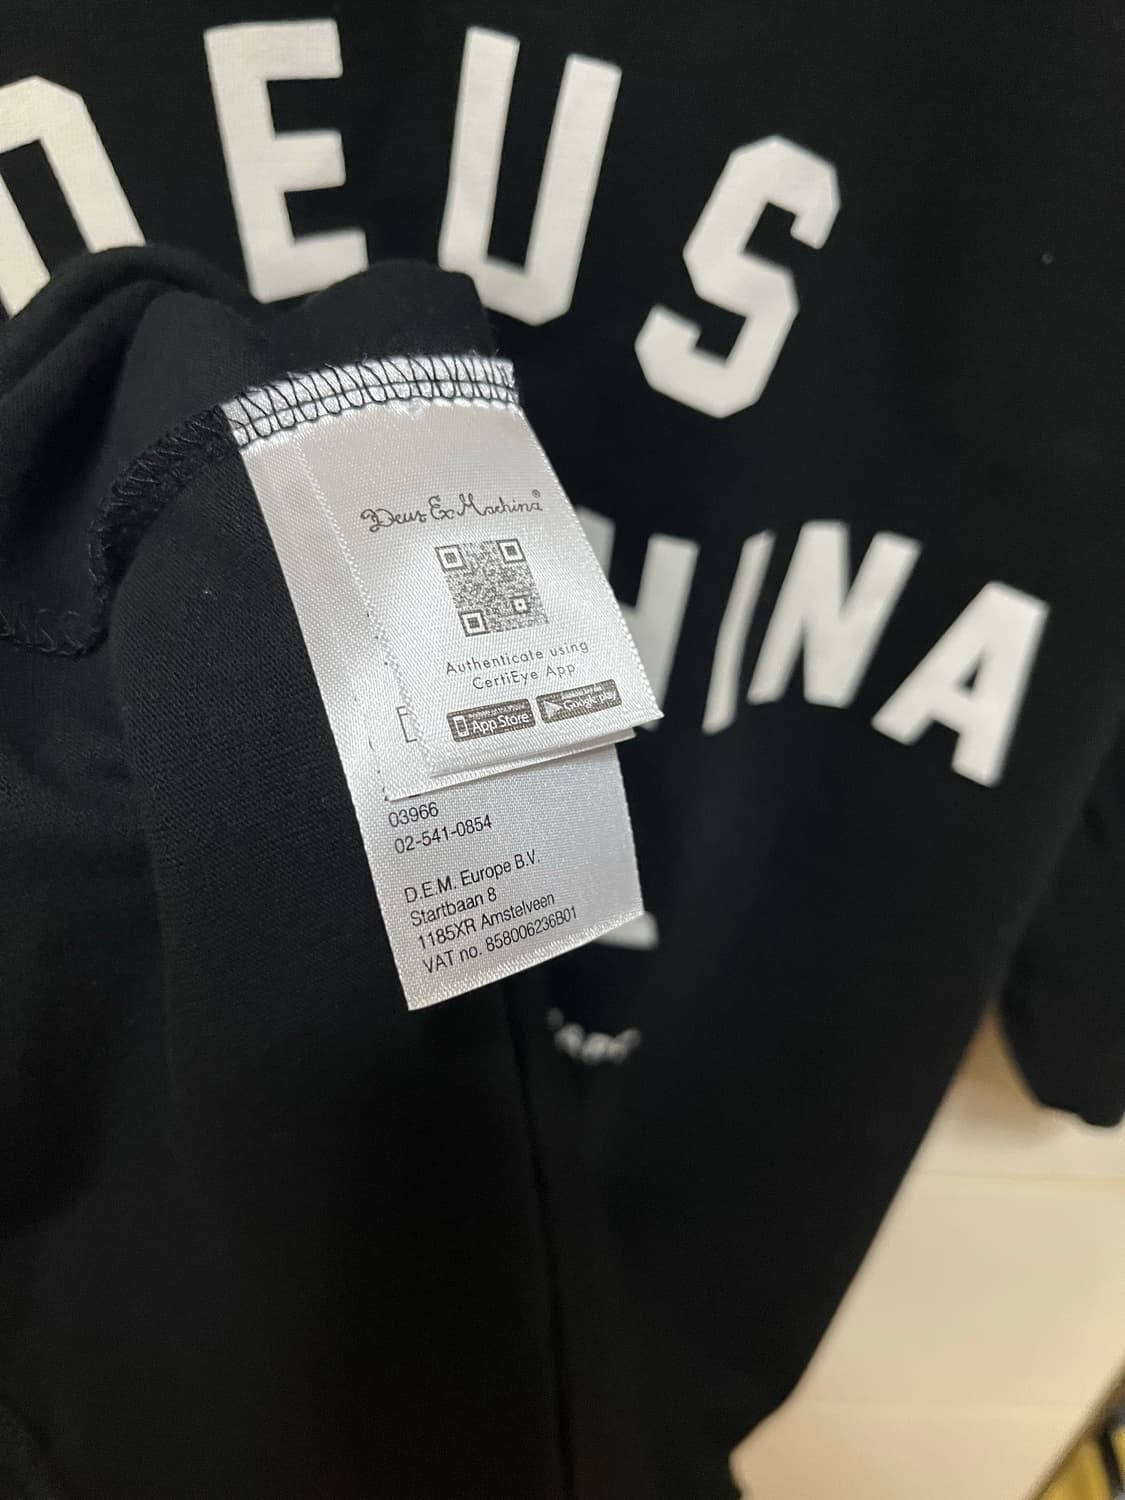 DEUS
HINA
Deus Ex Machina®
Authenticate using
CertiEye App
App Store
Google play
03966
02-541-0854
D.E.M. Europe B.V.
Startbaan 8
1185XR Amstelveen
VAT no. 858006236B01